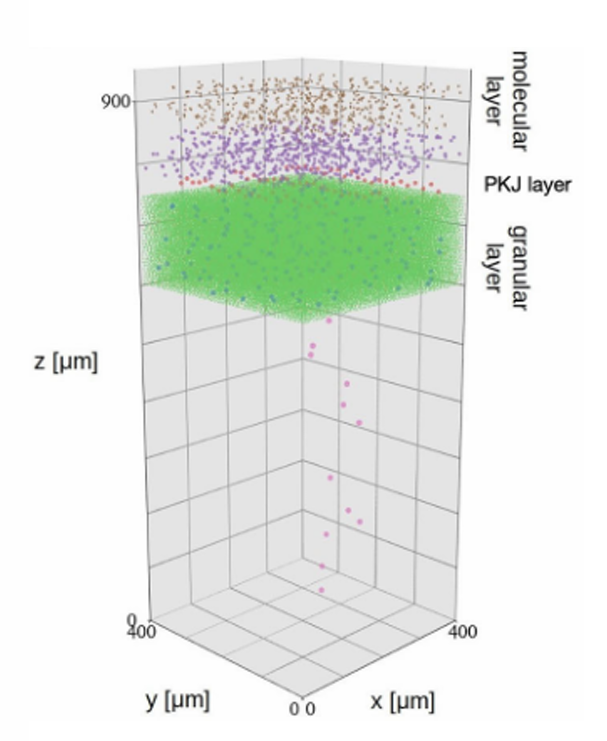 molecular
layer
900
PKJ layer
granular
layer
z [µm]
0
400
400
y [µm]
x [µm]
0 0